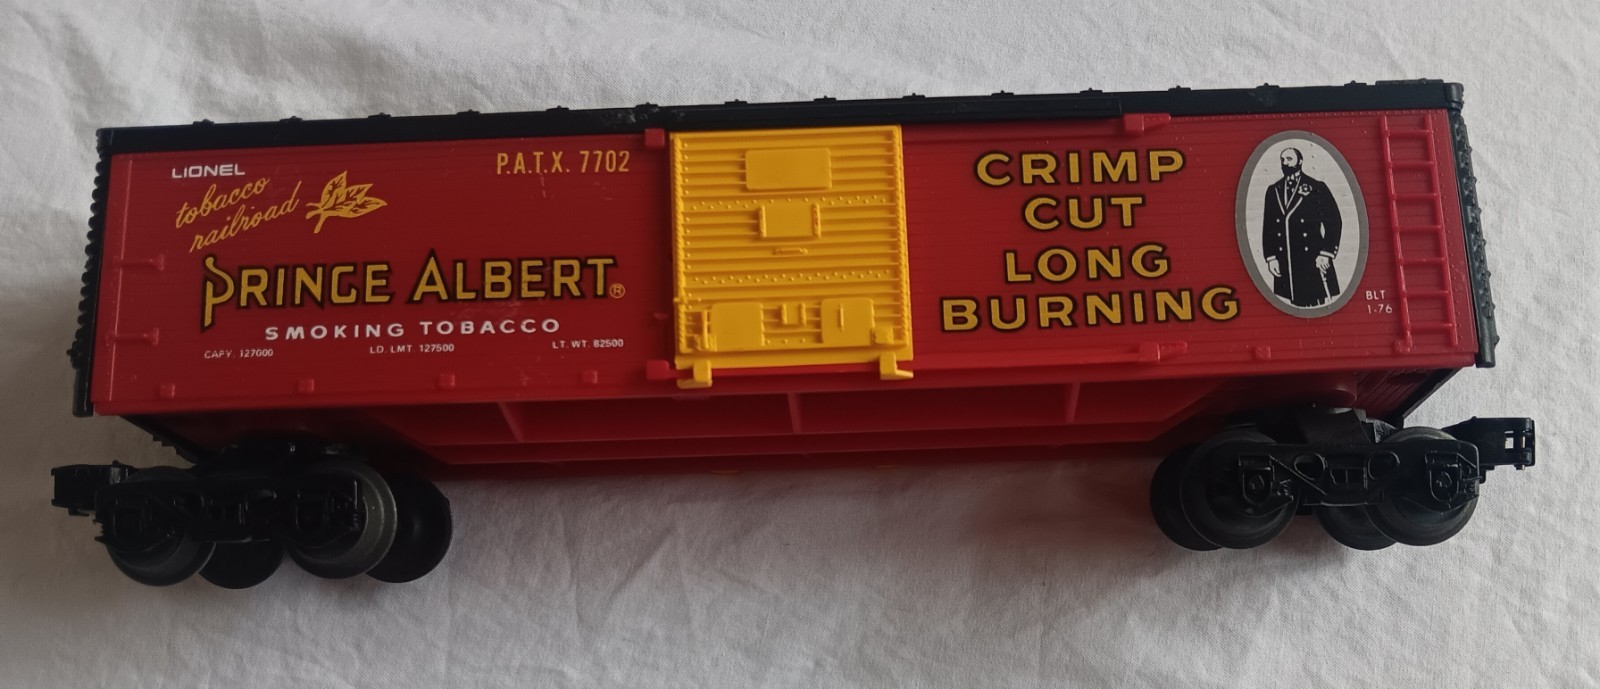 LIONEL
tobacco
railroad
P.A.T.X. 7702
PRINCE ALBERT®
SMOKING TOBACCO
CAPY. 127000 LD. LMT. 127500 LT. WT. 82500
CRIMP
CUT
LONG
BURNING
BLT
1-76